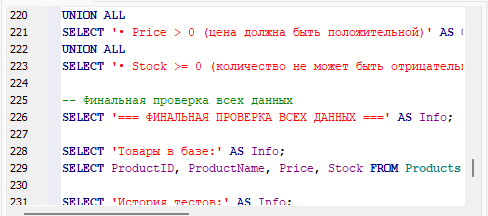 220 UNION ALL
221 SELECT '• Price > 0 (цена должна быть положительной)' AS
222 UNION ALL
223 SELECT '• Stock >= 0 (количество не может быть
224
225 -- Финальная проверка всех данных
226 SELECT '=== ФИНАЛЬНАЯ ПРОВЕРКА ВСЕХ ДАННЫХ ===' AS Info;
227
228 SELECT 'Товары в базе:' AS Info;
229 SELECT ProductID, ProductName, Price, Stock FROM Products
230
231 SELECT 'История тестов:' AS Info;